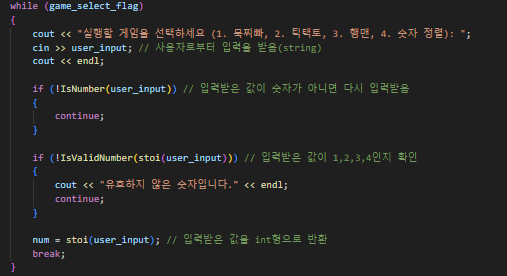 while (game_select_flag)
{
cout << "실행할 게임을 선택하세요 (1. 묵찌빠, 2. 틱택토, 3. 행맨, 4. 숫자 정렬): ";
cin >> user_input; // 사용자로부터 입력을 받음(string)
cout << endl;
if (!IsNumber(user_input)) // 입력받은 값이 숫자가 아니면 다시 입력받음
{
continue;
}
if (!IsValidNumber(stoi(user_input))) // 입력받은 값이 1,2,3,4인지 확인
{
cout << "유효하지 않은 숫자입니다." << endl;
continue;
}
num = stoi(user_input); // 입력받은 값을 int형으로 반환
break;
}